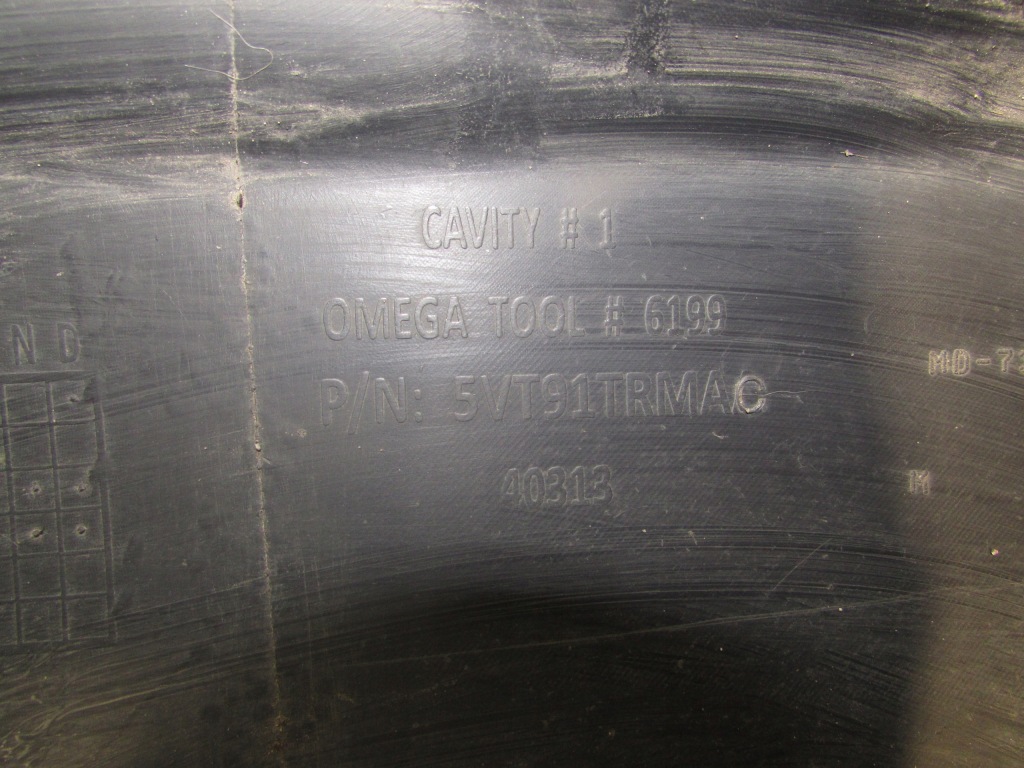 CAVITY # 1
OMEGA TOOL # 6199
N D
P/N: 5VT91TRMAC
40313
M